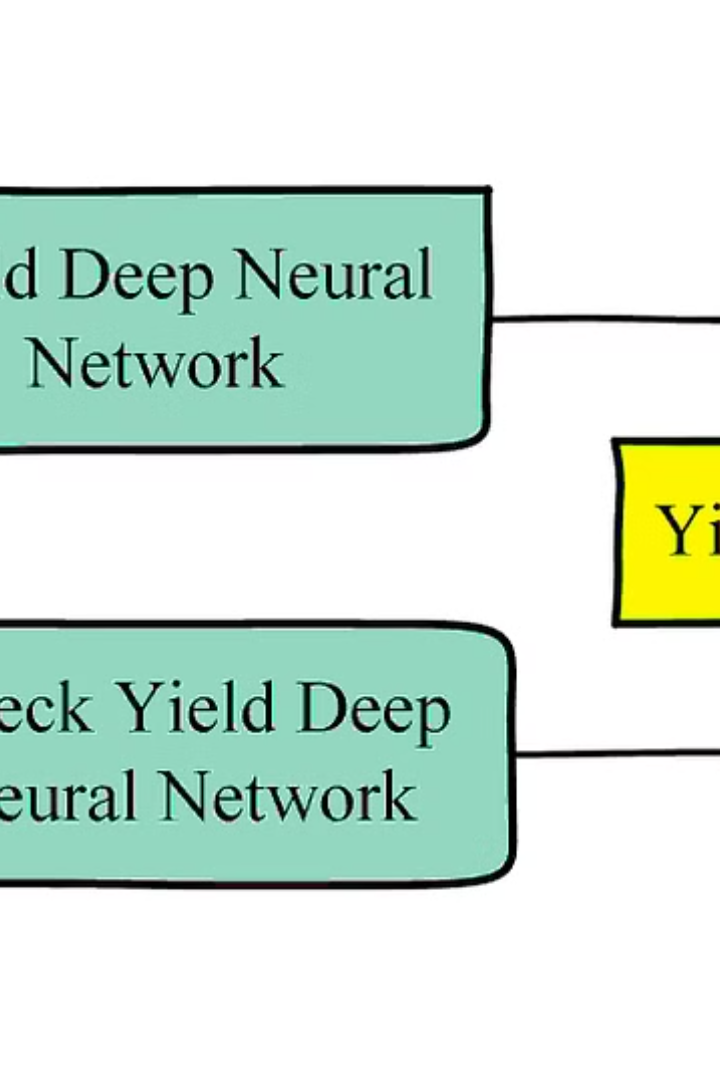 d Deep Neural
Network
Yi
eck Yield Deep
eural Network